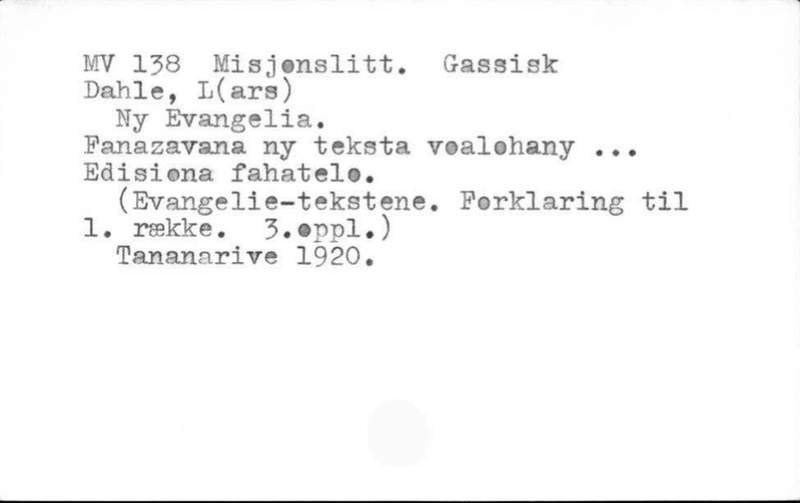 MV 138 Misjonslitt. Gassisk
Dahle, L(ars)
Ny Evangelia.
Fanazavana ny teksta voalohany ...
Edisiona fahatelo.
(Evangelie-tekstene. Forklaring til
1. række. 3.oppl.)
Tananarive 1920.